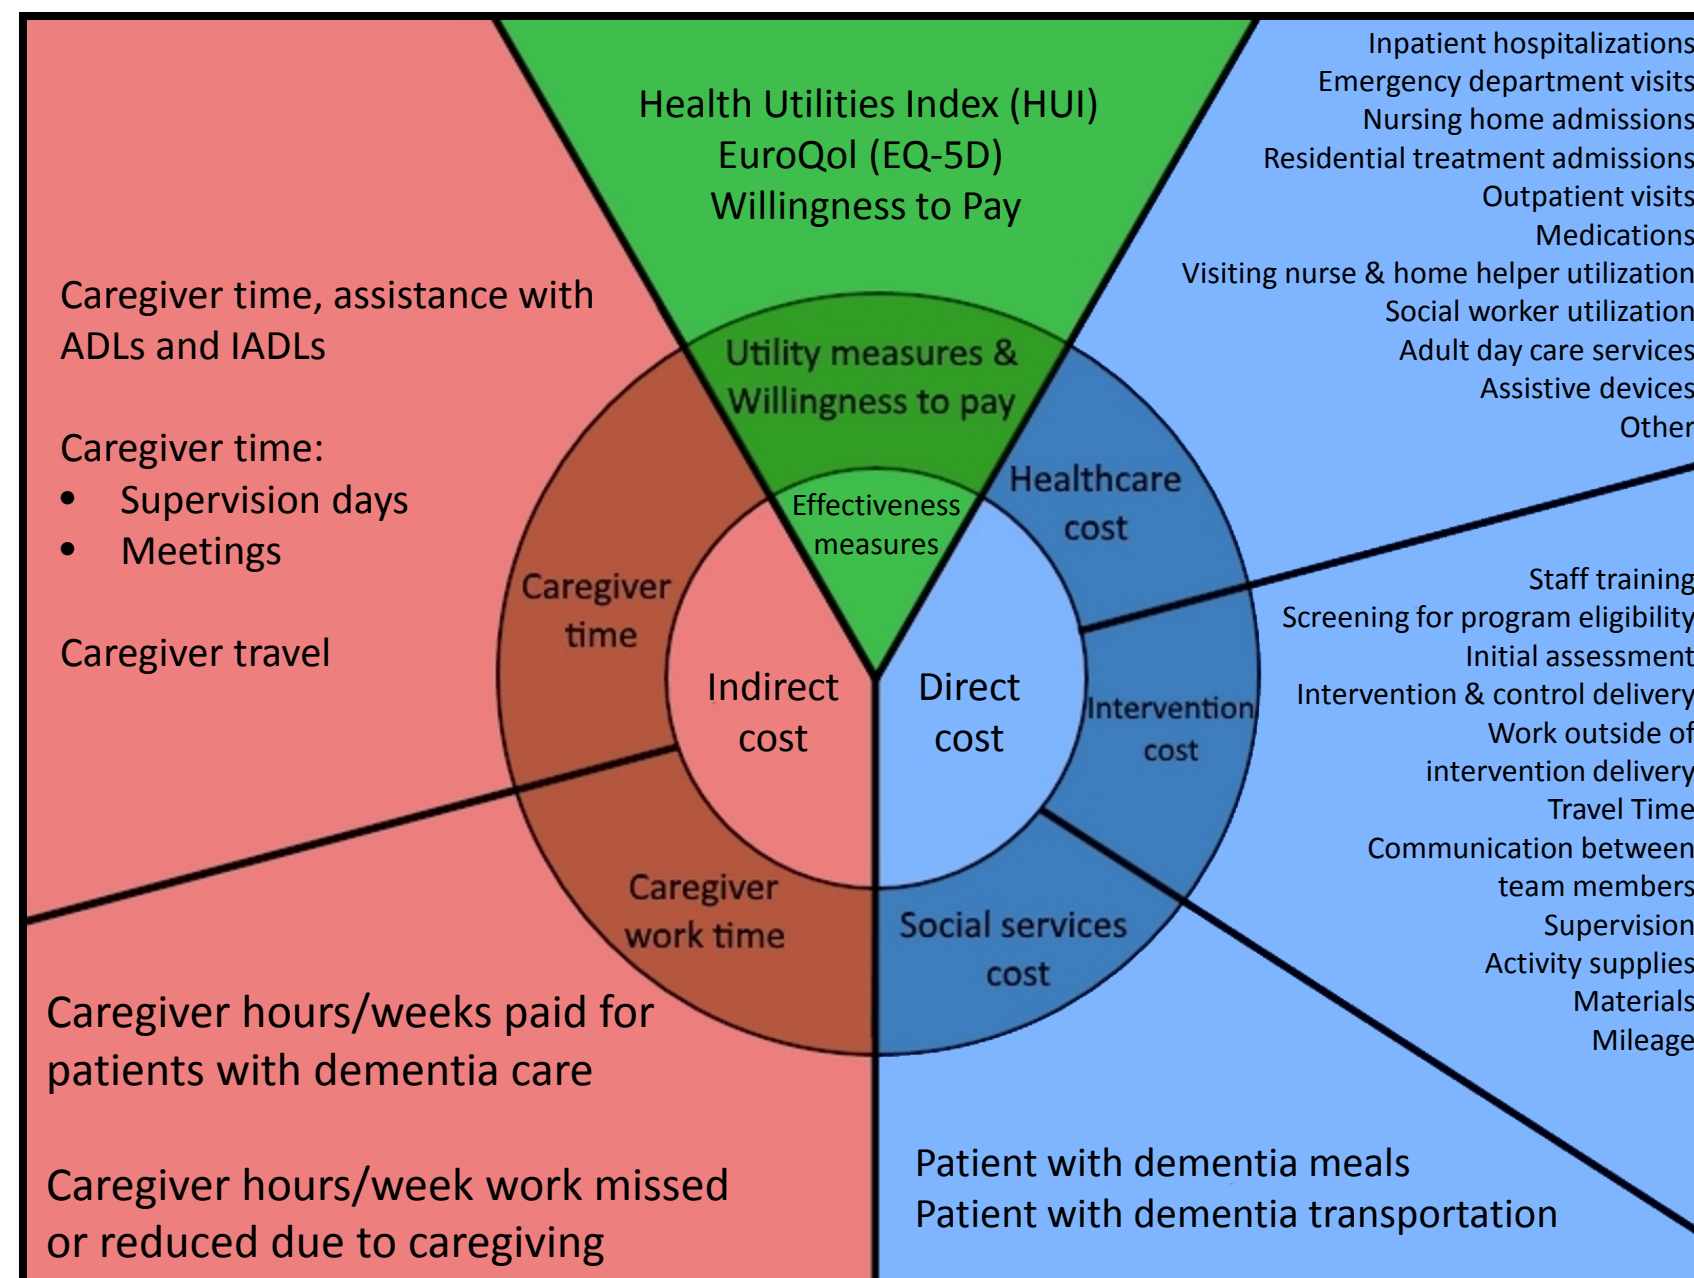 Health Utilities Index (HUI)
EuroQol (EQ-5D)
Willingness to Pay
Utility measures &
Willingness to pay
Effectiveness
measures
Inpatient hospitalizations
Emergency department visits
Nursing home admissions
Residential treatment admissions
Outpatient visits
Medications
Visiting nurse & home helper utilization
Social worker utilization
Adult day care services
Assistive devices
Other
Healthcare
cost
Staff training
Screening for program eligibility
Initial assessment
Intervention & control delivery
Work outside of
intervention delivery
Travel Time
Communication between
team members
Supervision
Activity supplies
Materials
Mileage
Intervention
cost
Direct
cost
Social services
cost
Patient with dementia meals
Patient with dementia transportation
Caregiver time, assistance with
ADLs and IADLs
Caregiver time:
• Supervision days
• Meetings
Caregiver travel
Caregiver
time
Indirect
cost
Caregiver
work time
Caregiver hours/weeks paid for
patients with dementia care
Caregiver hours/week work missed
or reduced due to caregiving